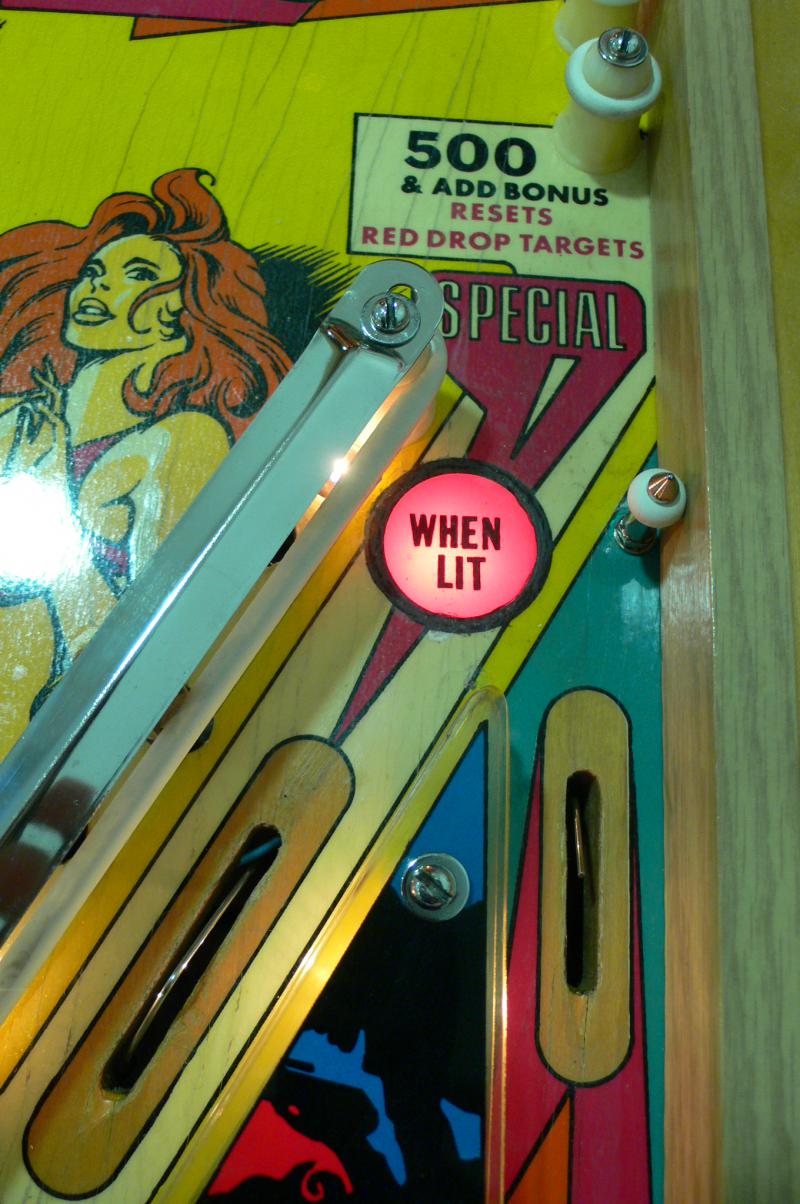 500
& ADD BONUS
RESETS
RED DROP TARGETS
SPECIAL
WHEN
LIT